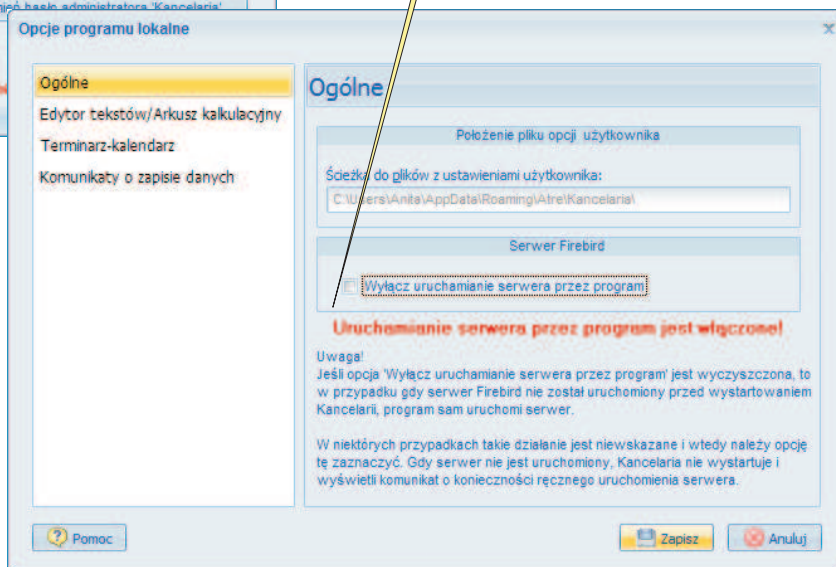 hasło administratora 'Kancelaria'
Opcje programu lokalne
Ogólne
Edytor tekstów/Arkusz kalkulacyjny
Terminarz-kalendarz
Komunikaty o zapisie danych
Ogólne
Położenie pliku opcji użytkownika
Ścieżka do plików z ustawieniami użytkownika:
C:\Users\Anita\AppData\Roaming\Atre\Kancelaria\
Serwer Firebird
Wyłącz uruchamianie serwera przez program
Uruchamianie serwera przez program jest włączone!
Uwaga!
Jeśli opcja 'Wyłącz uruchamianie serwera przez program' jest wyczyszczona, to
w przypadku gdy serwer Firebird nie został uruchomiony przed wystartowaniem
Kancelarii, program sam uruchomi serwer.
W niektórych przypadkach takie działanie jest niewskazane i wtedy należy opcję
tę zaznaczyć. Gdy serwer nie jest uruchomiony, Kancelaria nie wystartuje i
wyświetli komunikat o konieczności ręcznego uruchomienia serwera.
Pomoc
Zapisz
Anuluj